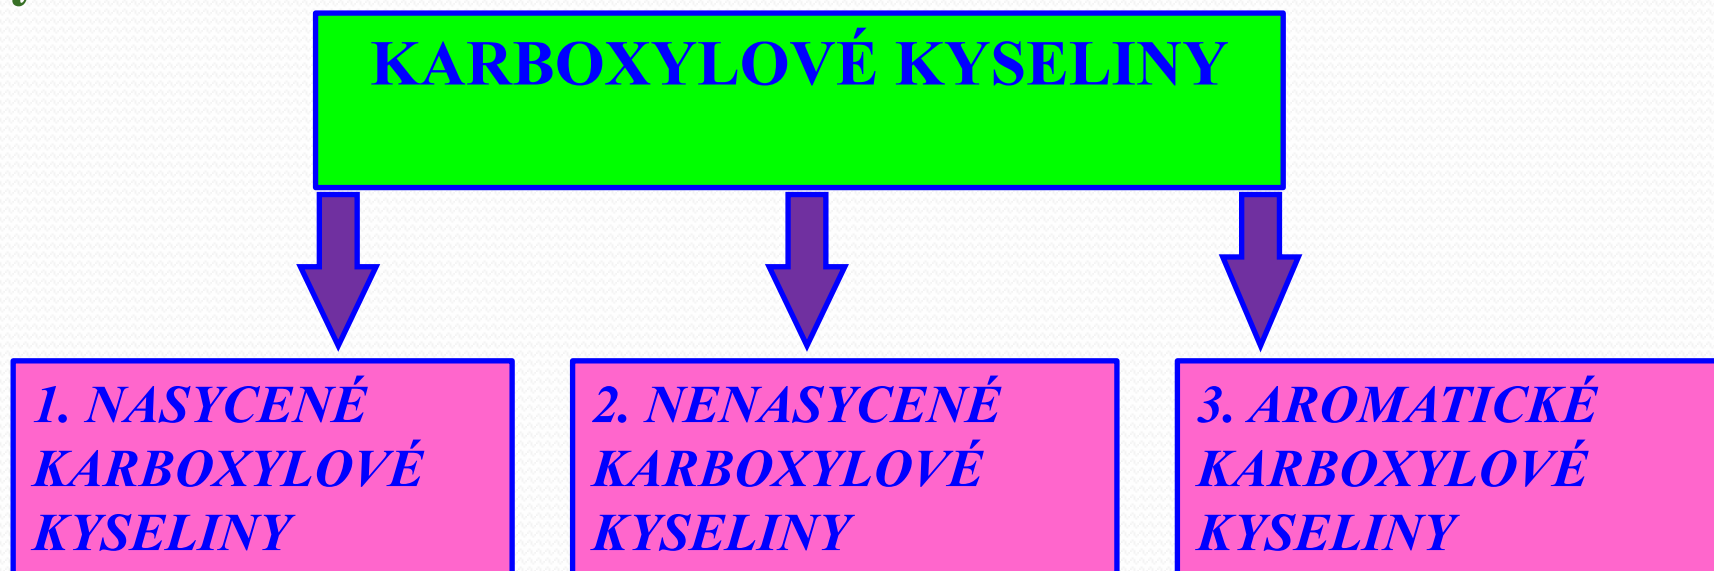 KARBOXYLOVÉ KYSELINY
1. NASYCENÉ
KARBOXYLOVÉ
KYSELINY
2. NENASYCENÉ
KARBOXYLOVÉ
KYSELINY
3. AROMATICKÉ
KARBOXYLOVÉ
KYSELINY